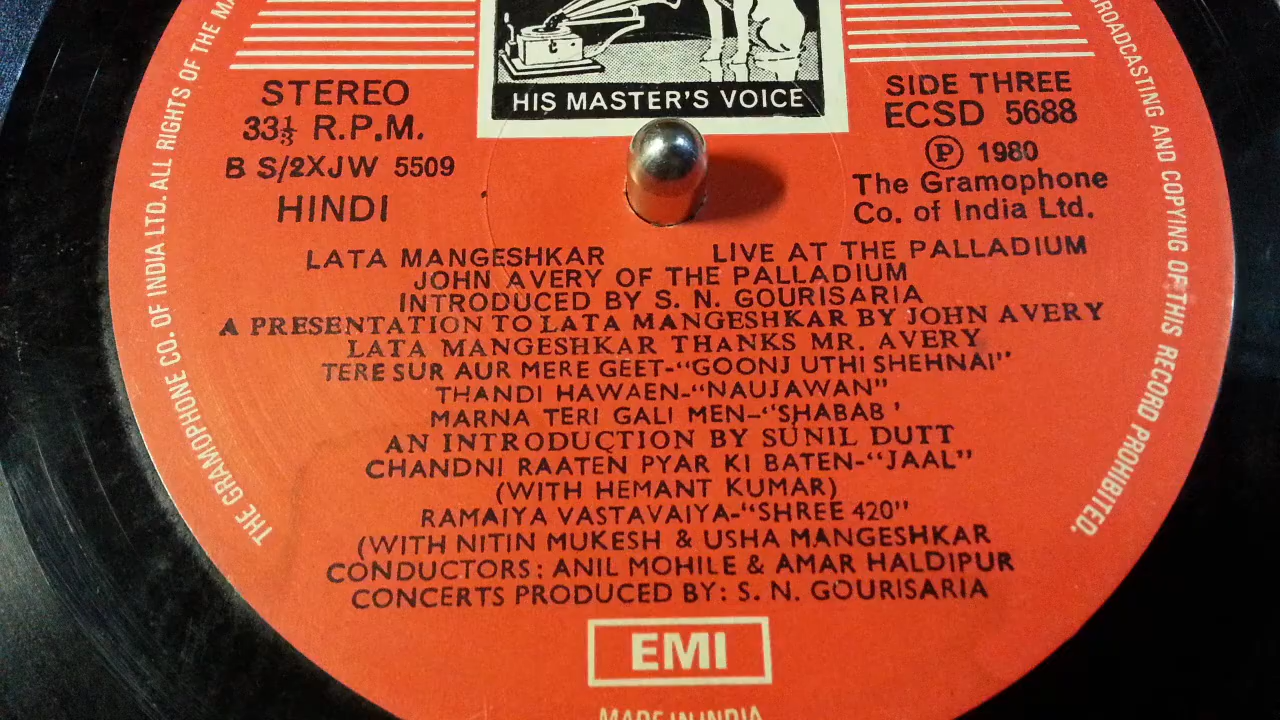 HIS MASTER'S VOICE
STEREO
33⅓ R.P.M.
B S/2XJW 5509
HINDI
SIDE THREE
ECSD 5688
Ⓟ 1980
The Gramophone
Co. of India Ltd.
LATA MANGESHKAR LIVE AT THE PALLADIUM
JOHN AVERY OF THE PALLADIUM
INTRODUCED BY S. N. GOURISARIA
A PRESENTATION TO LATA MANGESHKAR BY JOHN AVERY
LATA MANGESHKAR THANKS MR. AVERY
TERE SUR AUR MERE GEET-"GOONJ UTHI SHEHNAI"
THANDI HAWAEN-"NAUJAWAN"
MARNA TERI GALI MEN-"SHABAB '
AN INTRODUCTION BY SUNIL DUTT
CHANDNI RAATEN PYAR KI BATEN-"JAAL"
(WITH HEMANT KUMAR)
RAMAIYA VASTAVAIYA-"SHREE 420"
(WITH NITIN MUKESH & USHA MANGESHKAR
CONDUCTORS: ANIL MOHILE & AMAR HALDIPUR
CONCERTS PRODUCED BY: S. N. GOURISARIA
EMI
MADE IN INDIA
THE GRAMOPHONE CO. OF INDIA LTD. ALL RIGHTS OF THE
BROADCASTING AND COPYING OF THIS RECORD PROHIBITED.